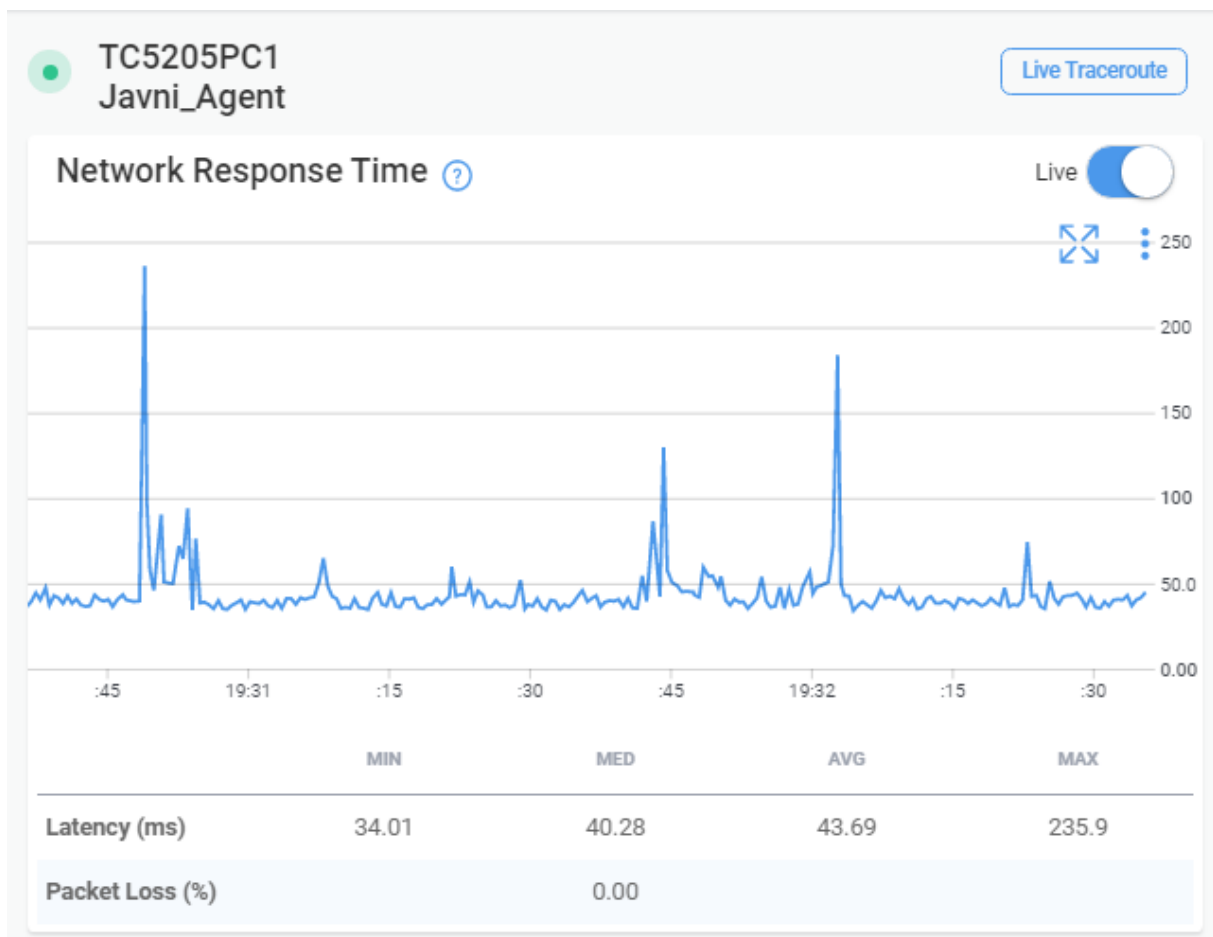 TC5205PC1
Javni_Agent
Live Traceroute
Network Response Time ?
Live
250
200
150
100
50.0
0.00
:45 19:31 :15 :30 :45 19:32 :15 :30
MIN MED AVG MAX
Latency (ms) 34.01 40.28 43.69 235.9
Packet Loss (%) 0.00